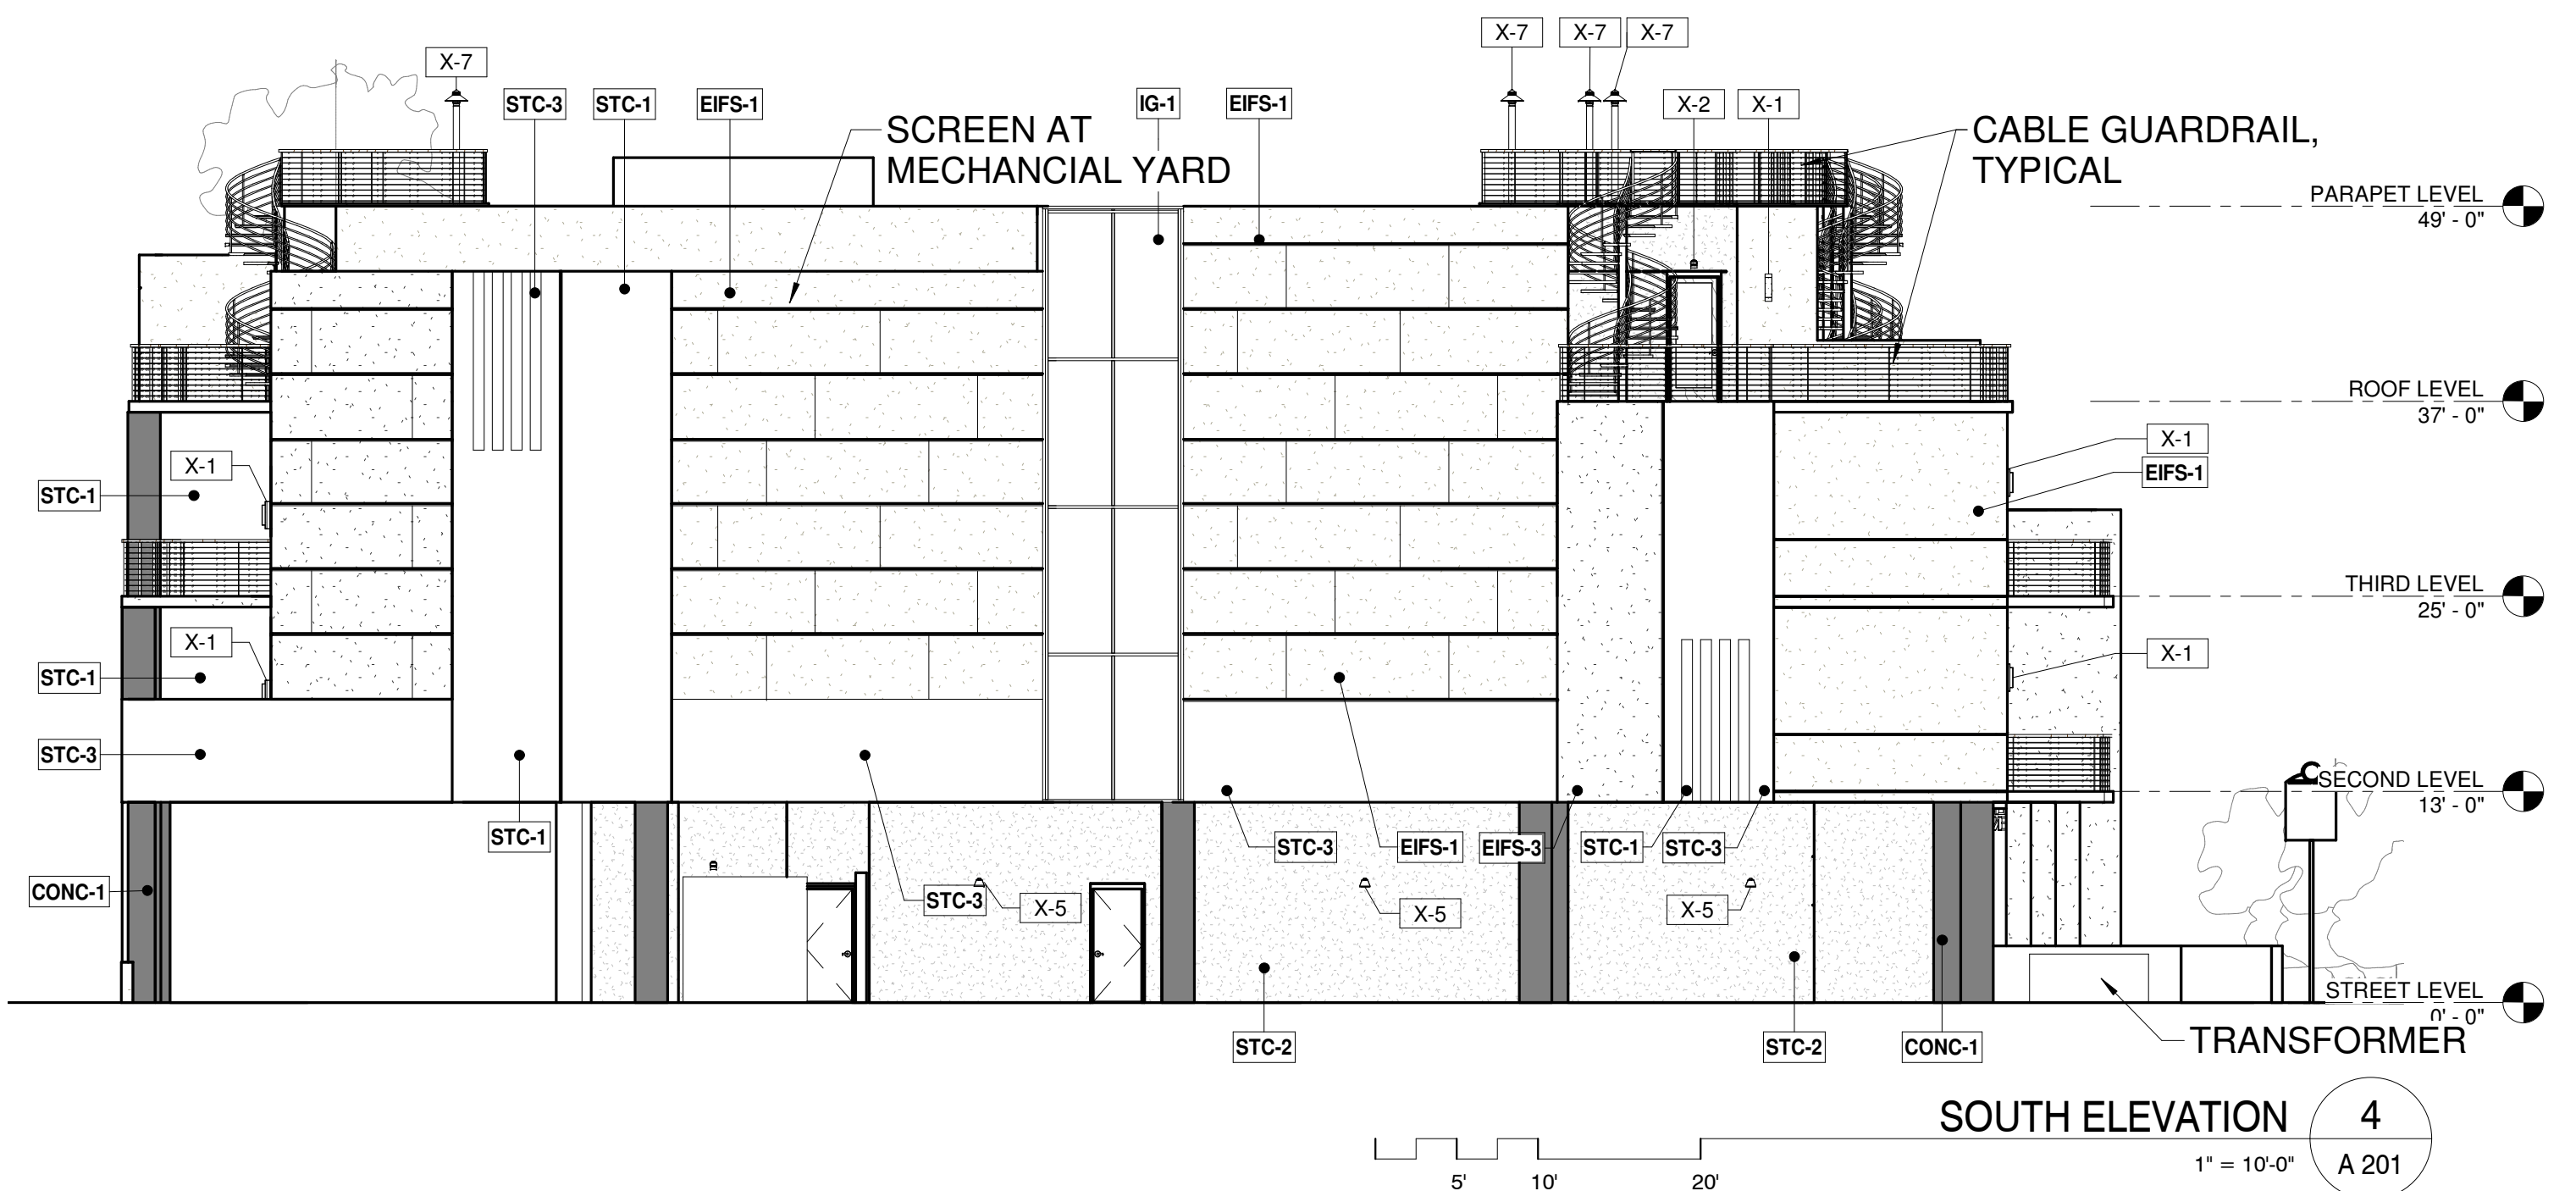 X-7
X-7
X-7
X-7
STC-3
STC-1
EIFS-1
IG-1
EIFS-1
X-2
X-1
SCREEN AT
MECHANCIAL YARD
CABLE GUARDRAIL,
TYPICAL
PARAPET LEVEL
49' - 0"
ROOF LEVEL
37' - 0"
X-1
EIFS-1
X-1
STC-1
THIRD LEVEL
25' - 0"
X-1
X-1
STC-1
STC-3
SECOND LEVEL
13' - 0"
STC-1
STC-3
EIFS-1
EIFS-3
STC-1
STC-3
CONC-1
STC-3
X-5
X-5
X-5
STREET LEVEL
0' - 0"
STC-2
STC-2
CONC-1
TRANSFORMER
SOUTH ELEVATION
4
1" = 10'-0"
A 201
5'
10'
20'